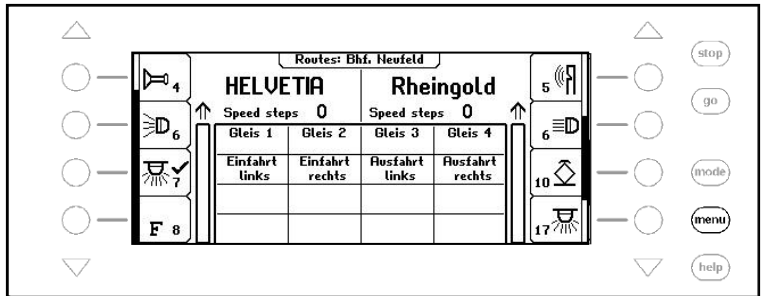 Routes: Bhf. Neufeld
HELVETIA Rheingold
Speed steps 0 Speed steps 0
Gleis 1 Gleis 2 Gleis 3 Gleis 4
Einfahrt links Einfahrt rechts Ausfahrt links Ausfahrt rechts
4
6
7
F 8
5
6
10
17
stop
go
mode
menu
help